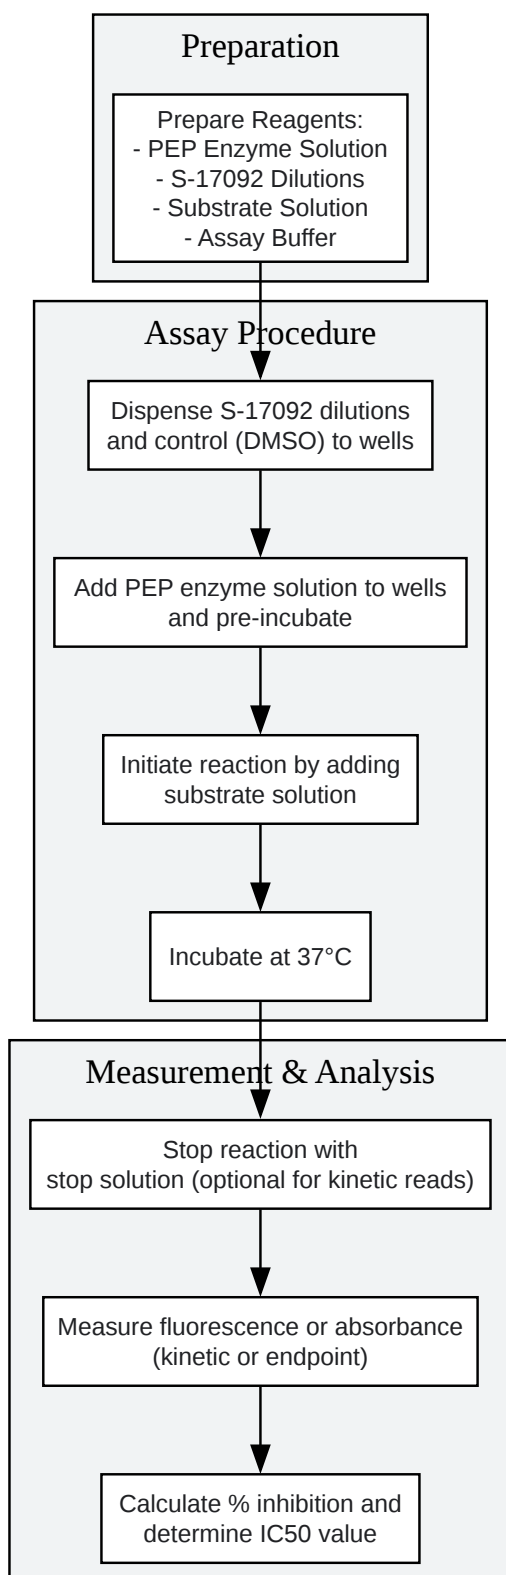 Preparation
Prepare Reagents:
- PEP Enzyme Solution
- S-17092 Dilutions
- Substrate Solution
- Assay Buffer
Assay Procedure
Dispense S-17092 dilutions
and control (DMSO) to wells
Add PEP enzyme solution to wells
and pre-incubate
Initiate reaction by adding
substrate solution
Incubate at 37°C
Measurement & Analysis
Stop reaction with
stop solution (optional for kinetic reads)
Measure fluorescence or absorbance
(kinetic or endpoint)
Calculate % inhibition and
determine IC50 value